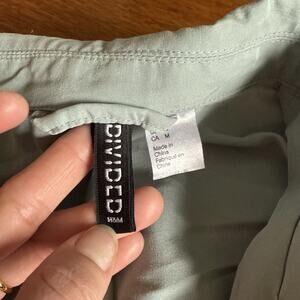 DIVIDED
H&M
CA M
Made in
China
Fabriqué en
Chine